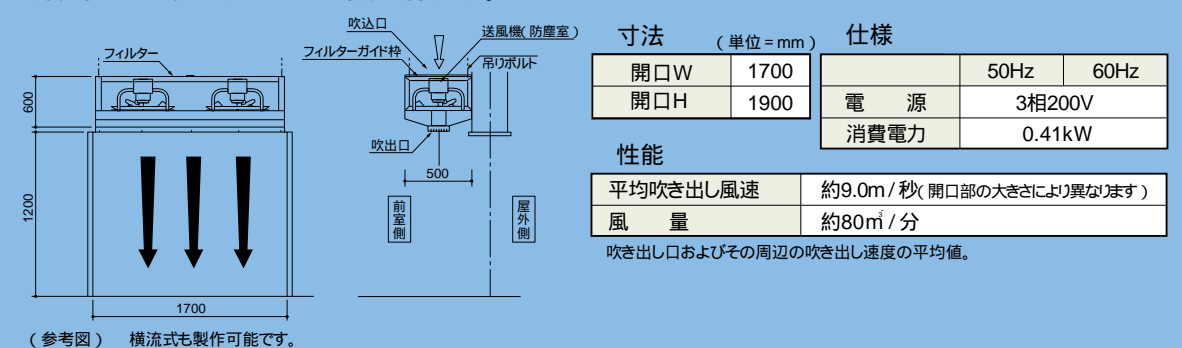 フィルター
600
1200
1700
(参考図) 横流式も製作可能です。
吹込口
送風機(防塵室)
フィルターガイド枠
吊りボルト
吹出口
500
前室側
屋外側
寸法 (単位=mm)
開口W 1700
開口H 1900
仕様
50Hz 60Hz
電 源 3相200V
消費電力 0.41kW
性能
平均吹き出し風速 約9.0m/秒(開口部の大きさにより異なります)
風 量 約80㎥/分
吹き出し口およびその周辺の吹き出し速度の平均値。